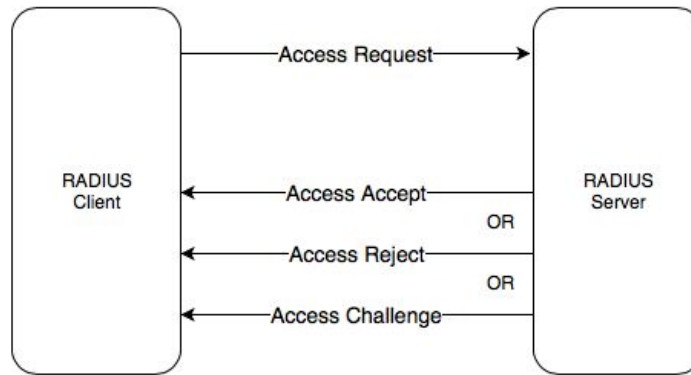 Access Request
RADIUS
Client
RADIUS
Server
Access Accept
OR
Access Reject
OR
Access Challenge